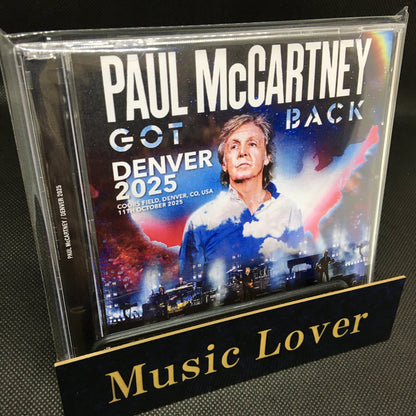 PAUL McCARTNEY
GOT BACK
DENVER
2025
COORS FIELD, DENVER, CO, USA
11TH OCTOBER 2025
PAUL McCARTNEY / DENVER 2025
Music Lover